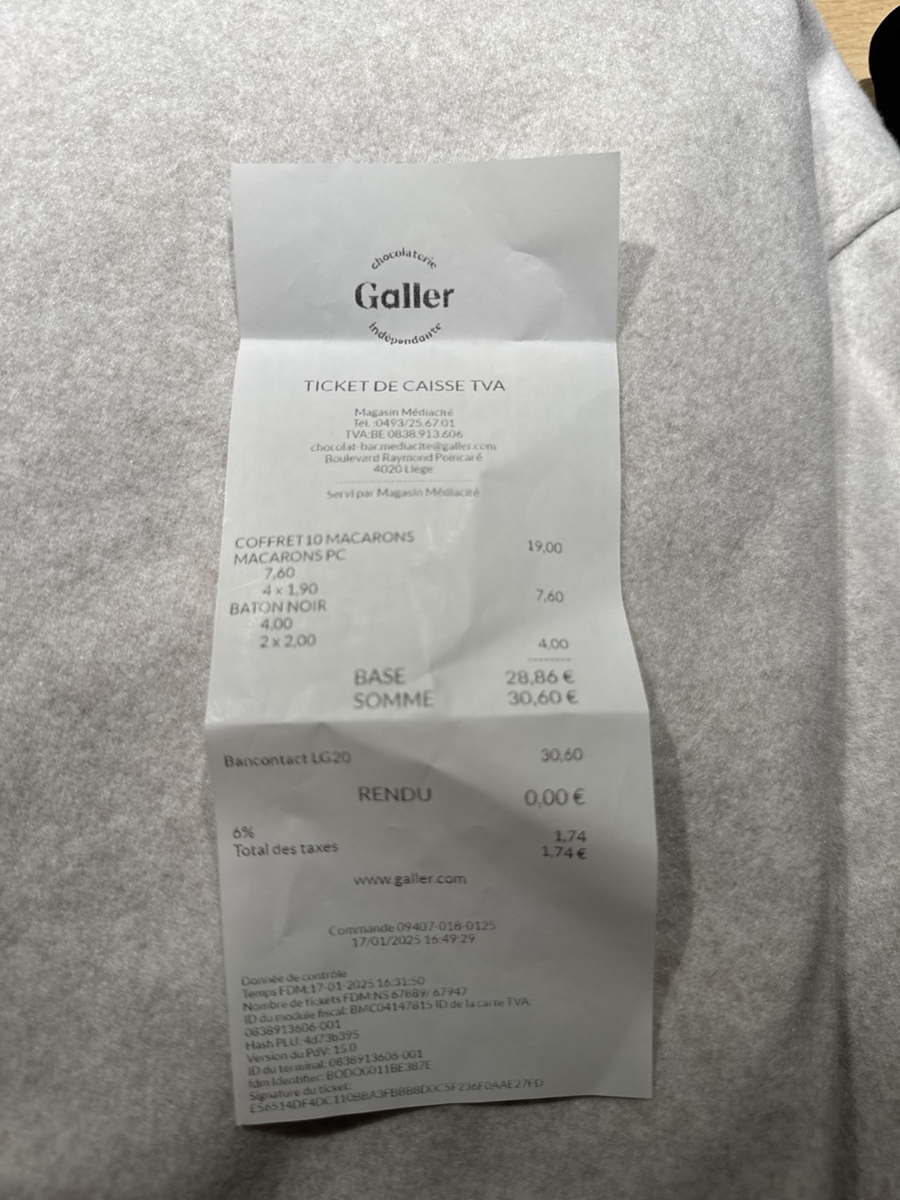 chocolaterie
Galler
indépendante
TICKET DE CAISSE TVA
Magasin Médiacité
Tél. :0493/25.67.01
TVA:BE 0838.913.606
chocolat-bar.mediacite@galler.com
Boulevard Raymond Poincaré
4020 Liège
Servi par Magasin Médiacité
COFFRET 10 MACARONS 19,00
MACARONS PC
7,60
4 x 1,90 7,60
BATON NOIR
4,00
2 x 2,00 4,00
--------
BASE 28,86 €
SOMME 30,60 €
Bancontact LG20 30,60
RENDU 0,00 €
6% 1,74
Total des taxes 1,74 €
www.galler.com
Commande 09407-018-0125
17/01/2025 16:49:29
Donnée de contrôle
Temps FDM:17-01-2025 16:31:50
Nombre de tickets FDM:NS 67889/ 67947
ID du module fiscal: BMC04147815 ID de la carte TVA:
0838913606-001
Hash PLU: 4d73b395
Version du PdV: 15.0
ID du terminal: 0838913606-001
fdm Identifier:
Signature du ticket: